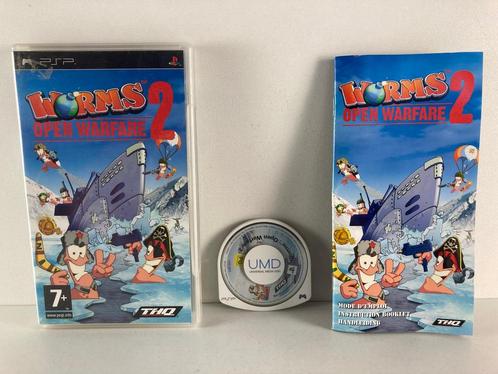 PSP
WORMS
OPEN WARFARE 2
7+
www.pegi.info
THQ
UMD
UNIVERSAL MEDIA DISC
PSP
WORMS
OPEN WARFARE 2
MODE D'EMPLOI
INSTRUCTION BOOKLET
HANDLEIDING
THQ